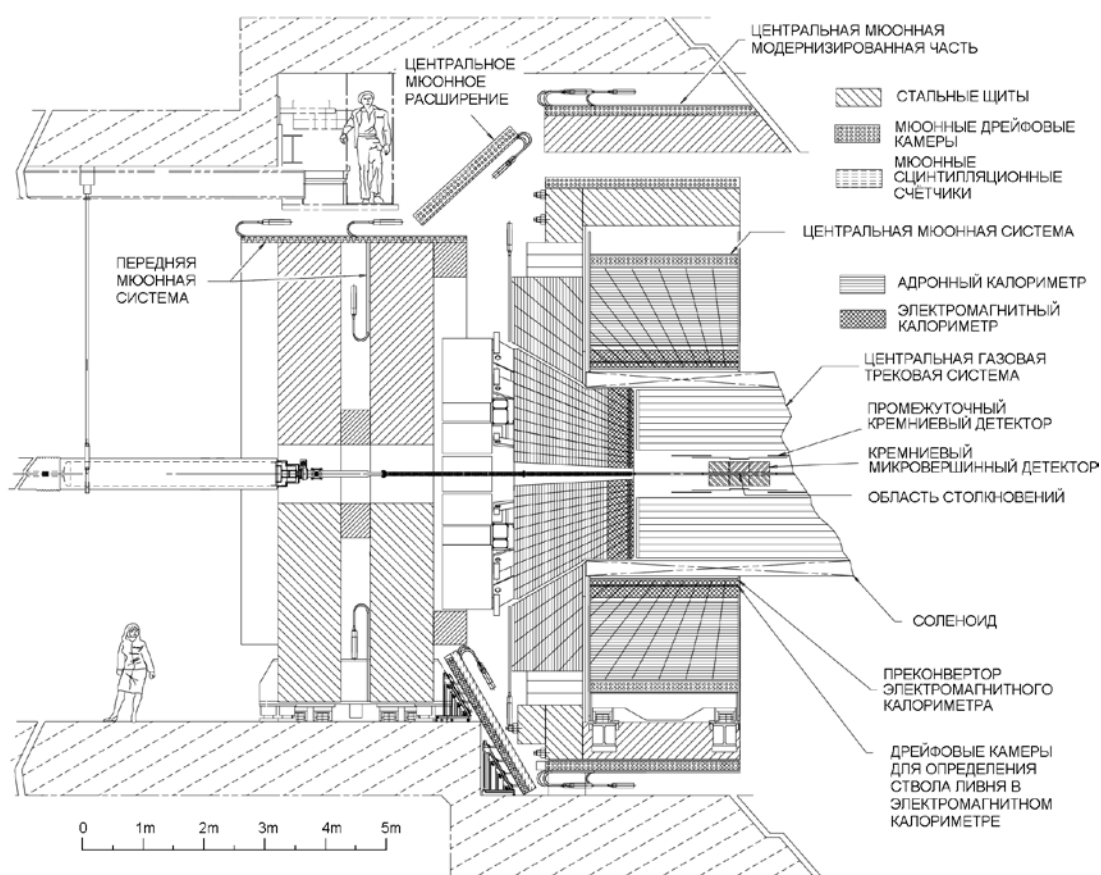 ЦЕНТРАЛЬНАЯ МЮОННАЯ
МОДЕРНИЗИРОВАННАЯ ЧАСТЬ
ЦЕНТРАЛЬНОЕ
МЮОННОЕ
РАСШИРЕНИЕ
СТАЛЬНЫЕ ЩИТЫ
МЮОННЫЕ ДРЕЙФОВЫЕ
КАМЕРЫ
МЮОННЫЕ
СЦИНТИЛЛЯЦИОННЫЕ
СЧЁТЧИКИ
ЦЕНТРАЛЬНАЯ МЮОННАЯ СИСТЕМА
ПЕРЕДНЯЯ
МЮОННАЯ
СИСТЕМА
АДРОННЫЙ КАЛОРИМЕТР
ЭЛЕКТРОМАГНИТНЫЙ
КАЛОРИМЕТР
ЦЕНТРАЛЬНАЯ ГАЗОВАЯ
ТРЕКОВАЯ СИСТЕМА
ПРОМЕЖУТОЧНЫЙ
КРЕМНИЕВЫЙ ДЕТЕКТОР
КРЕМНИЕВЫЙ
МИКРОВЕРШИННЫЙ ДЕТЕКТОР
ОБЛАСТЬ СТОЛКНОВЕНИЙ
СОЛЕНОИД
ПРЕКОНВЕРТОР
ЭЛЕКТРОМАГНИТНОГО
КАЛОРИМЕТРА
ДРЕЙФОВЫЕ КАМЕРЫ
ДЛЯ ОПРЕДЕЛЕНИЯ
СТВОЛА ЛИВНЯ В
ЭЛЕКТРОМАГНИТНОМ
КАЛОРИМЕТРЕ
0 1m 2m 3m 4m 5m